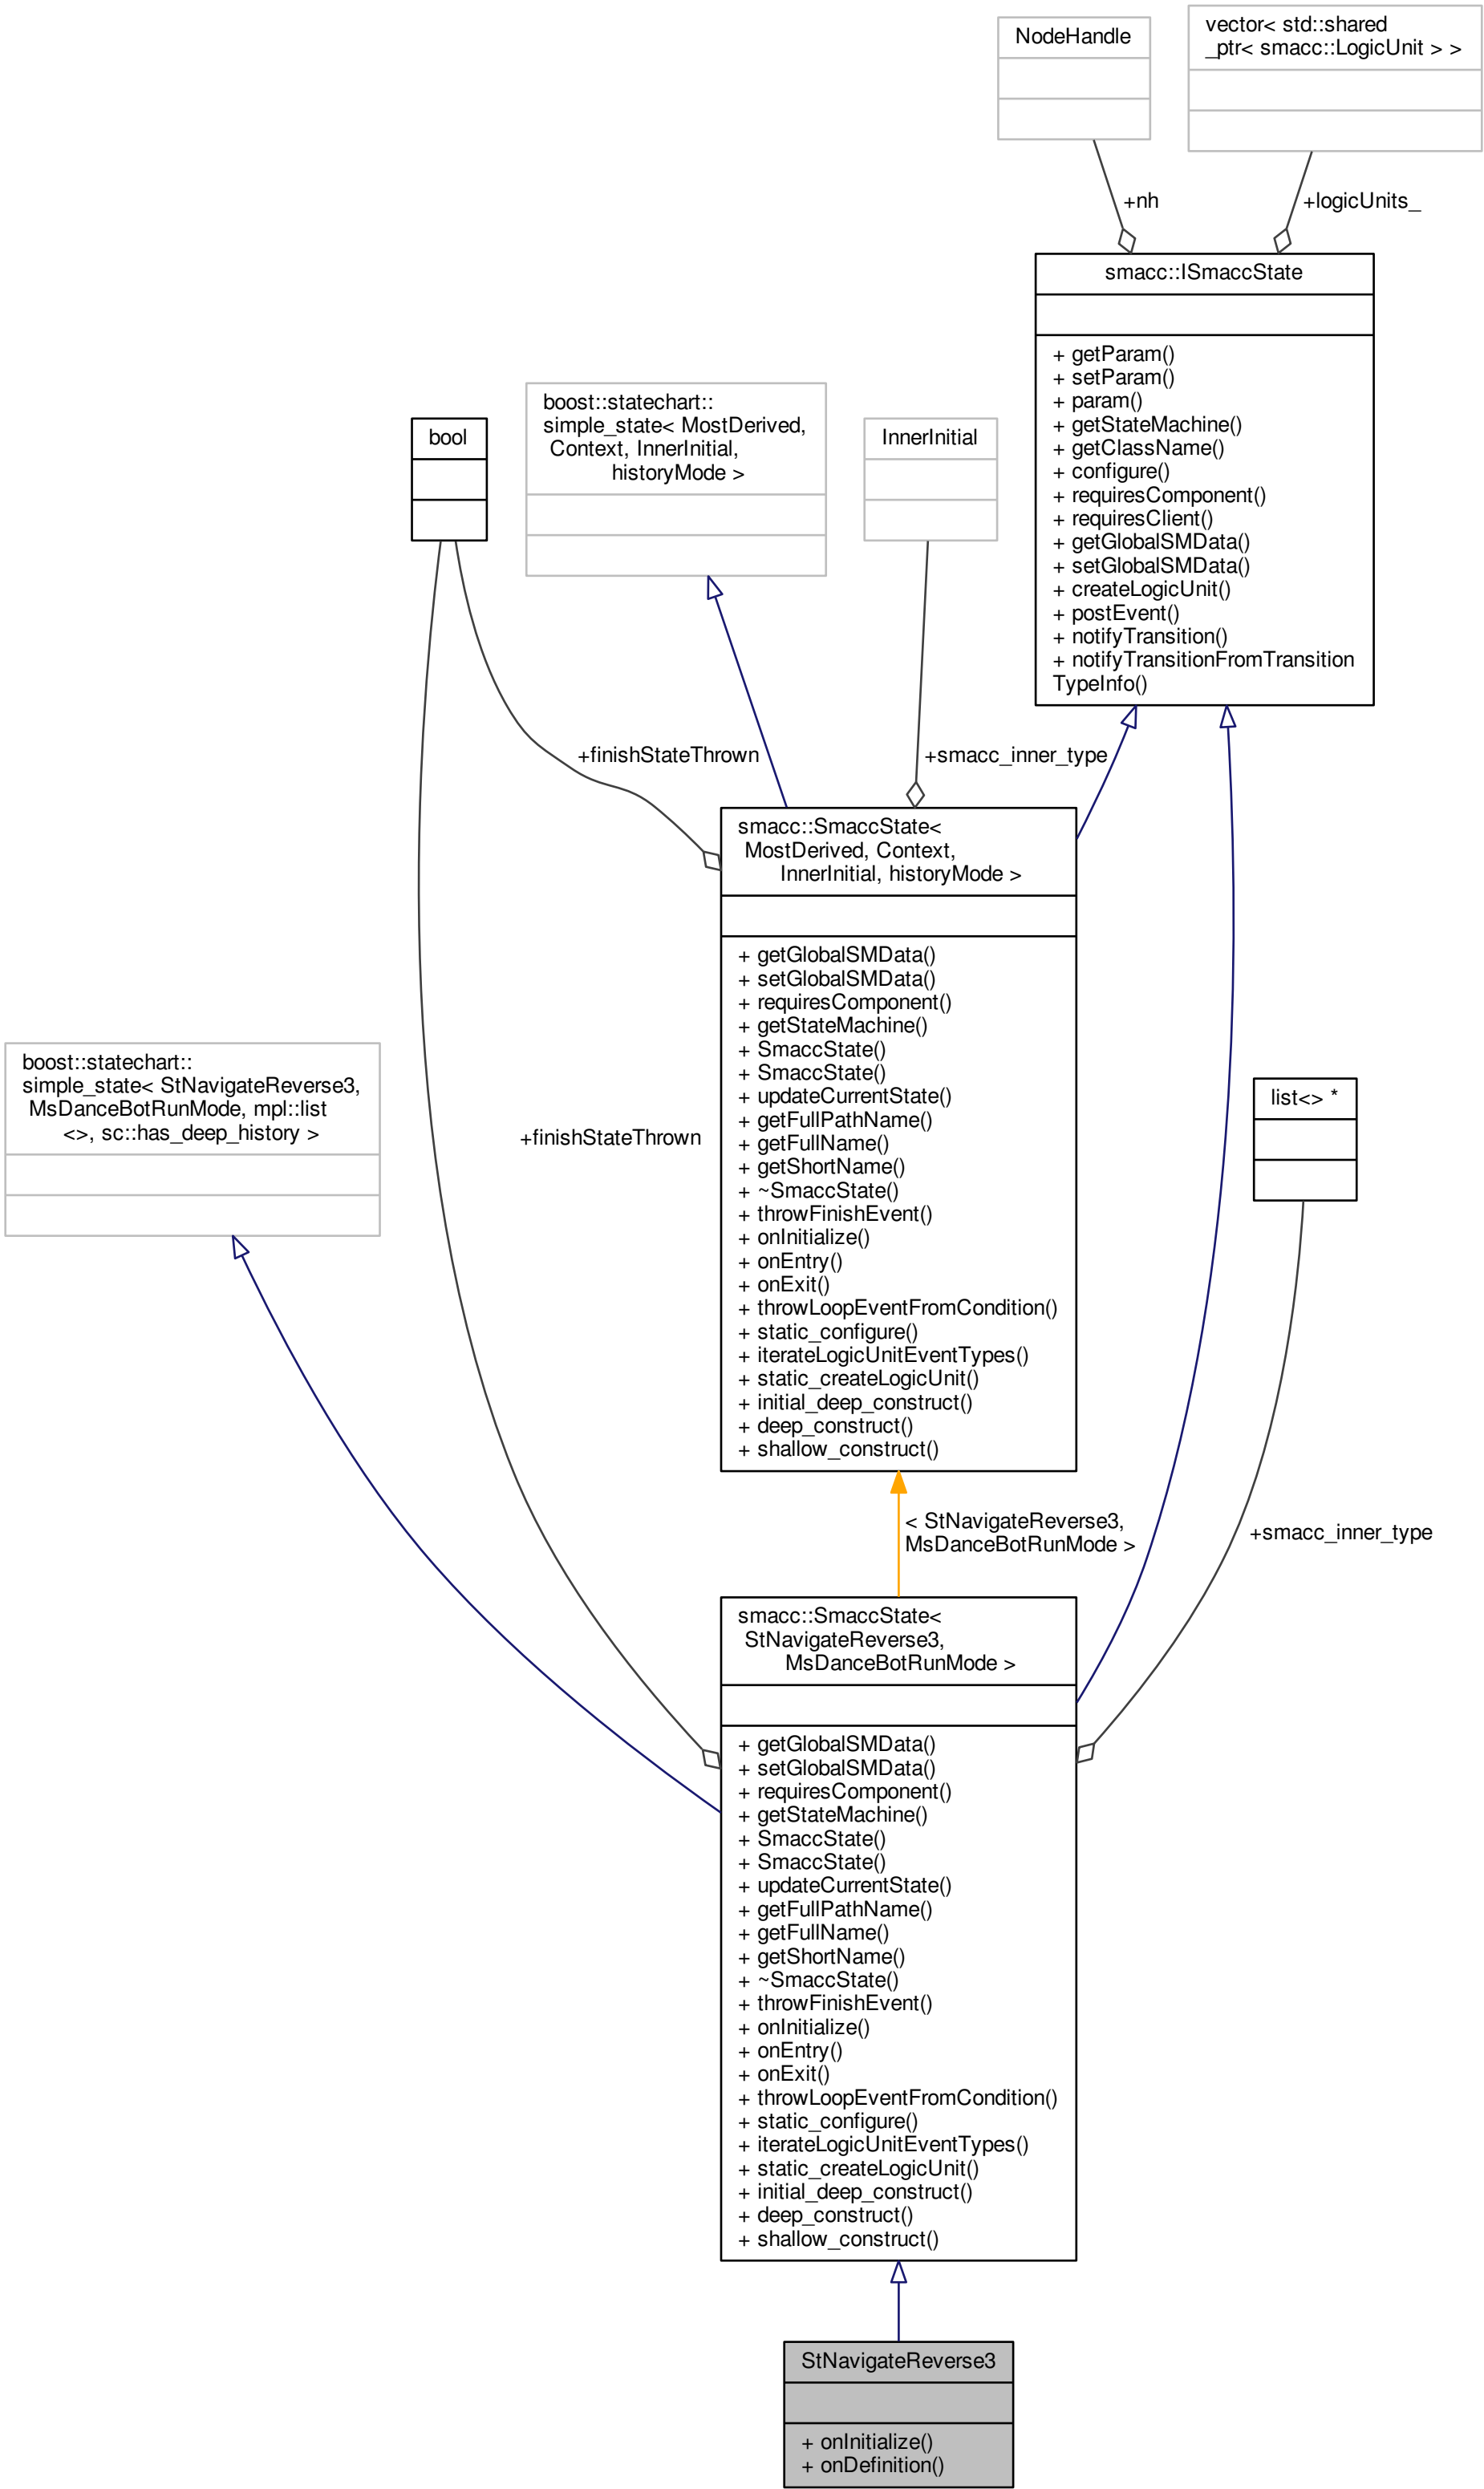 NodeHandle
vector< std::shared
_ptr< smacc::LogicUnit > >
+nh
+logicUnits_
smacc::ISmaccState
+ getParam()
+ setParam()
+ param()
+ getStateMachine()
+ getClassName()
+ configure()
+ requiresComponent()
+ requiresClient()
+ getGlobalSMData()
+ setGlobalSMData()
+ createLogicUnit()
+ postEvent()
+ notifyTransition()
+ notifyTransitionFromTransition
TypeInfo()
bool
boost::statechart::
simple_state< MostDerived,
Context, InnerInitial,
historyMode >
InnerInitial
+finishStateThrown
+smacc_inner_type
smacc::SmaccState<
MostDerived, Context,
InnerInitial, historyMode >
+ getGlobalSMData()
+ setGlobalSMData()
+ requiresComponent()
+ getStateMachine()
+ SmaccState()
+ SmaccState()
+ updateCurrentState()
+ getFullPathName()
+ getFullName()
+ getShortName()
+ ~SmaccState()
+ throwFinishEvent()
+ onInitialize()
+ onEntry()
+ onExit()
+ throwLoopEventFromCondition()
+ static_configure()
+ iterateLogicUnitEventTypes()
+ static_createLogicUnit()
+ initial_deep_construct()
+ deep_construct()
+ shallow_construct()
boost::statechart::
simple_state< StNavigateReverse3,
MsDanceBotRunMode, mpl::list
<>, sc::has_deep_history >
+finishStateThrown
list<> *
< StNavigateReverse3,
MsDanceBotRunMode >
+smacc_inner_type
smacc::SmaccState<
StNavigateReverse3,
MsDanceBotRunMode >
+ getGlobalSMData()
+ setGlobalSMData()
+ requiresComponent()
+ getStateMachine()
+ SmaccState()
+ SmaccState()
+ updateCurrentState()
+ getFullPathName()
+ getFullName()
+ getShortName()
+ ~SmaccState()
+ throwFinishEvent()
+ onInitialize()
+ onEntry()
+ onExit()
+ throwLoopEventFromCondition()
+ static_configure()
+ iterateLogicUnitEventTypes()
+ static_createLogicUnit()
+ initial_deep_construct()
+ deep_construct()
+ shallow_construct()
StNavigateReverse3
+ onInitialize()
+ onDefinition()